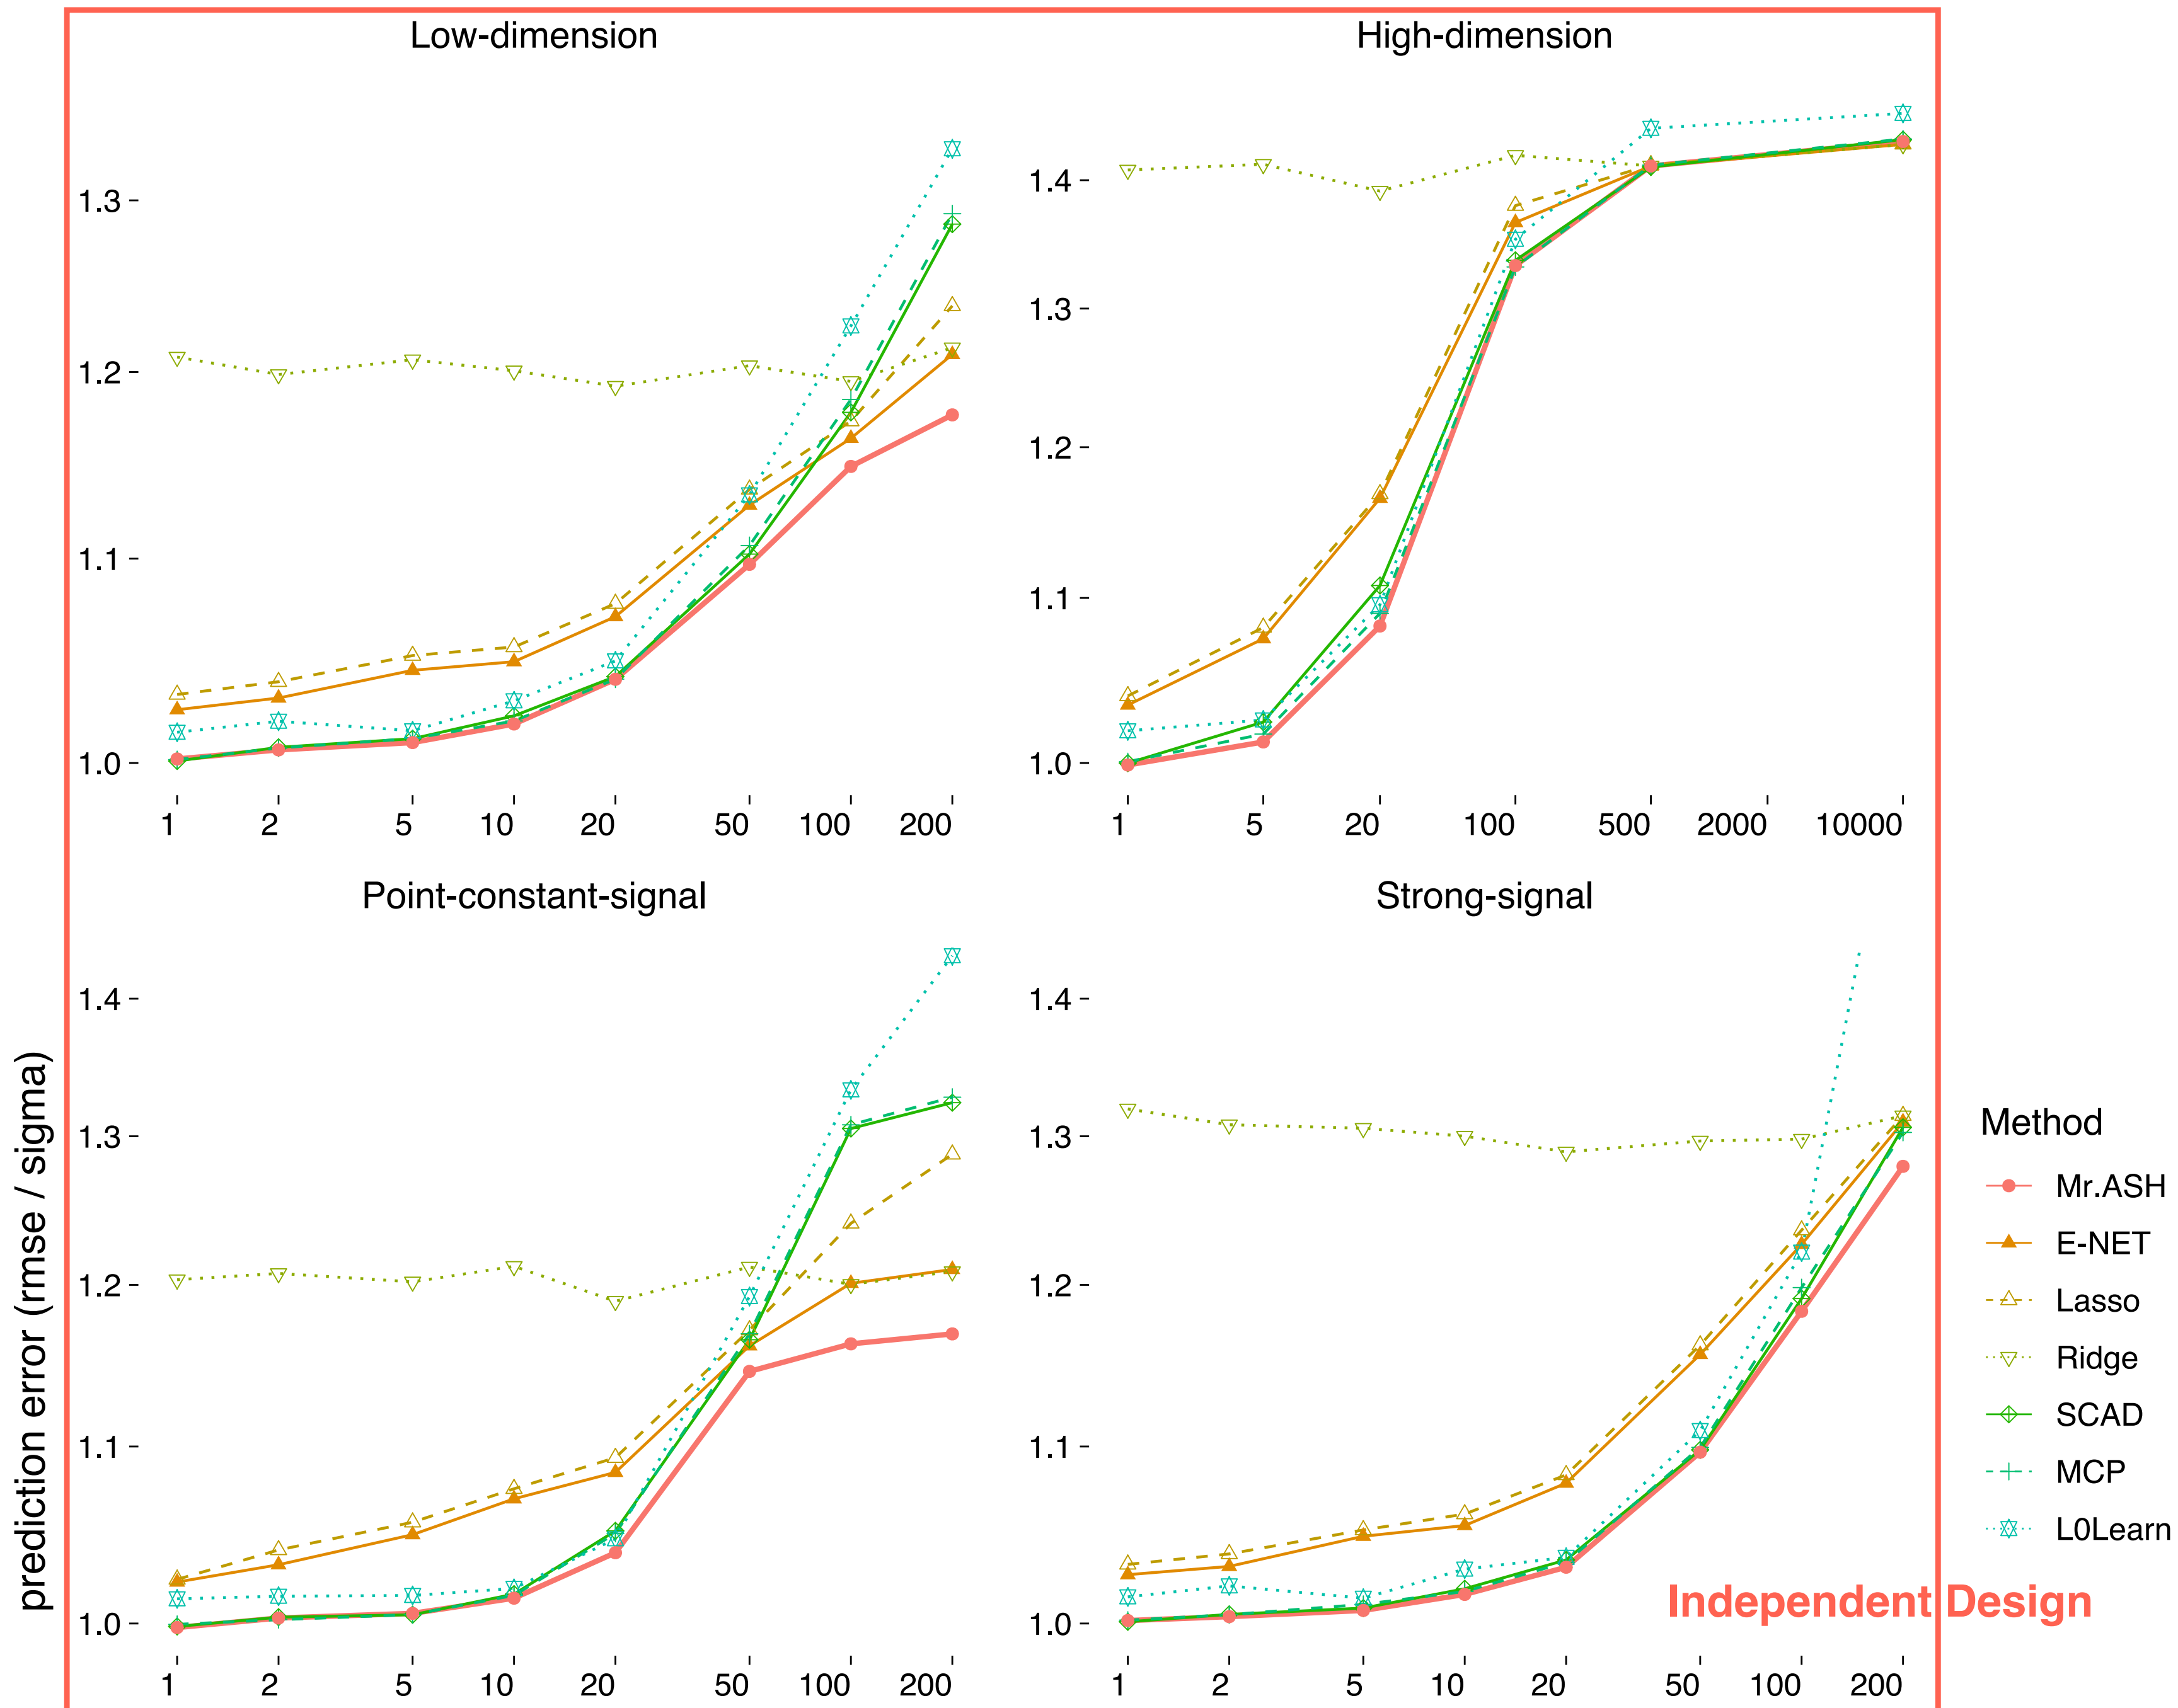 Low-dimension
1.3
1.2
1.1
1.0
1 2 5 10 20 50 100 200
High-dimension
1.4
1.3
1.2
1.1
1.0
1 5 20 100 500 2000 10000
Point-constant-signal
1.4
1.3
1.2
1.1
1.0
1 2 5 10 20 50 100 200
Strong-signal
1.4
1.3
1.2
1.1
1.0
1 2 5 10 20 50 100 200
prediction error (rmse / sigma)
Method
Mr.ASH
E-NET
Lasso
Ridge
SCAD
MCP
L0Learn
Independent Design